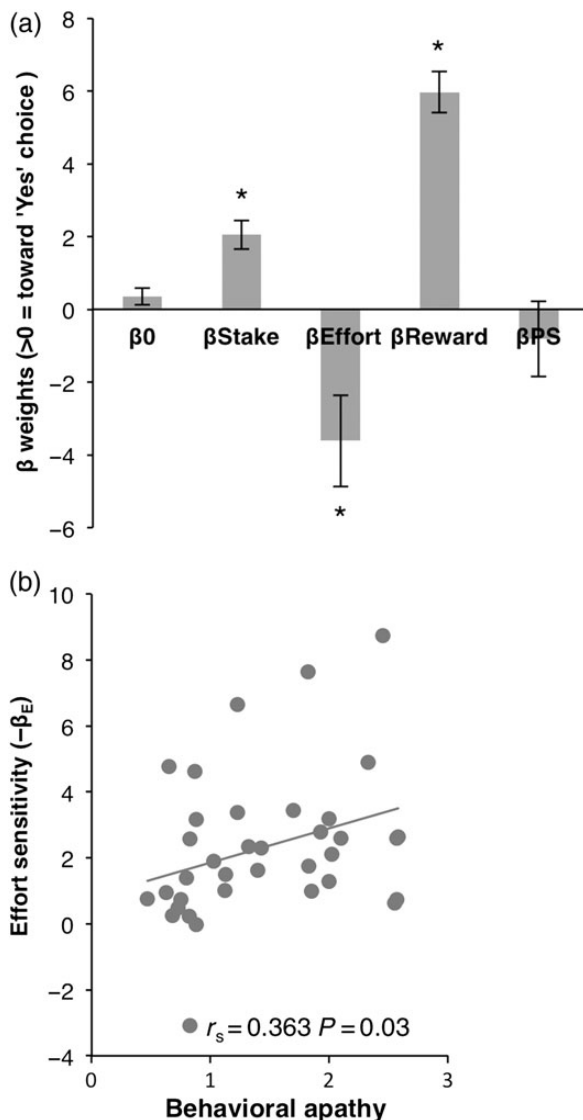 (a)
β weights (>0 = toward 'Yes' choice )
8
6
4
2
0
−2
−4
−6
*
*
*
β0 βStake βEffort βReward βPS
(b)
Effort sensitivity (−βE)
10
8
6
4
2
0
−2
−4
rs = 0.363 P = 0.03
0 1 2 3
Behavioral apathy